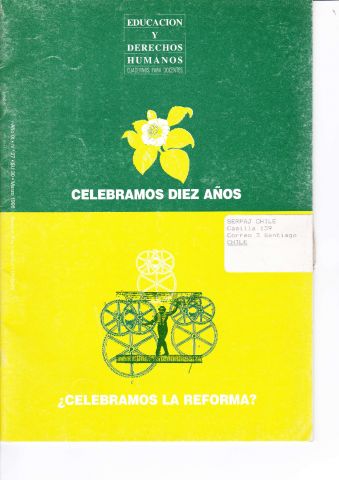 EDUCACION
Y
DERECHOS
HUMANOS
CUADERNOS PARA DOCENTES
CELEBRAMOS DIEZ AÑOS
SERPAJ CHILE
Casilla 139
Correo 3 Santiago
CHILE
¿CELEBRAMOS LA REFORMA?